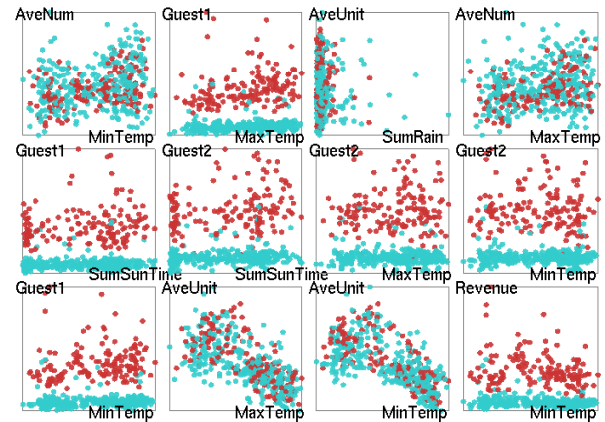 AveNum Guest1 AveUnit AveNum
MinTemp MaxTemp SumRain MaxTemp
Guest1 Guest2 Guest2 Guest2
SumSunTime SumSunTime MaxTemp MinTemp
Guest1 AveUnit AveUnit Revenue
MinTemp MaxTemp MinTemp MinTemp